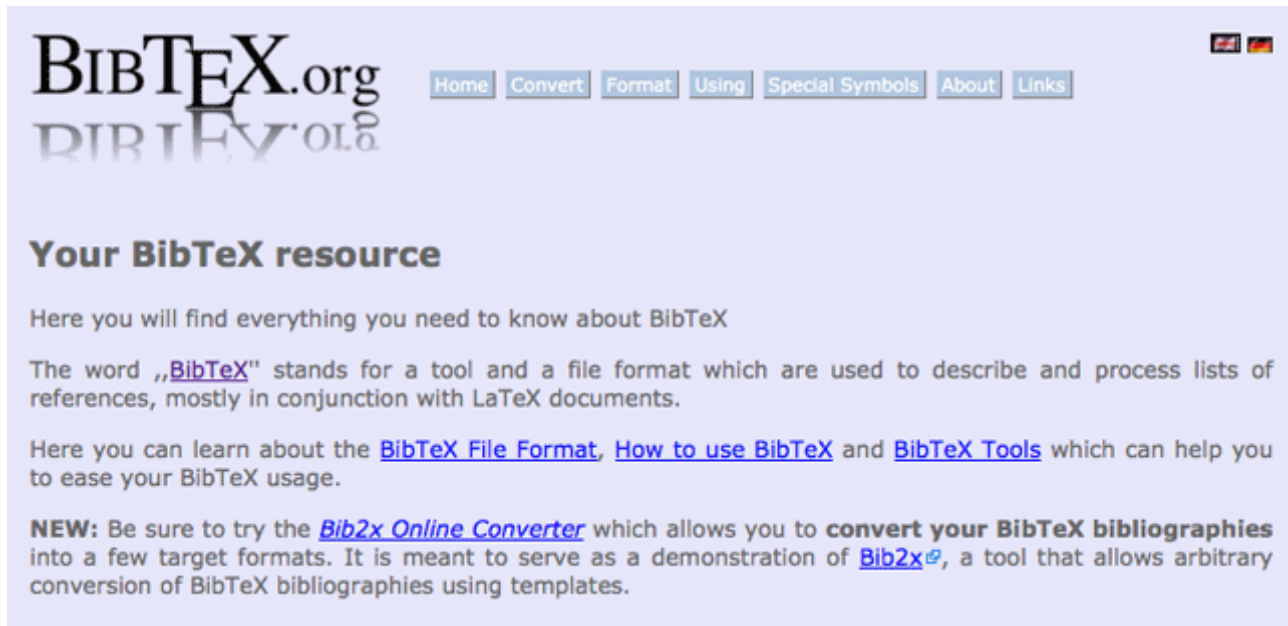 BIBTEX.org
Home Convert Format Using Special Symbols About Links
Your BibTeX resource
Here you will find everything you need to know about BibTeX
The word ,,BibTeX" stands for a tool and a file format which are used to describe and process lists of
references, mostly in conjunction with LaTeX documents.
Here you can learn about the BibTeX File Format, How to use BibTeX and BibTeX Tools which can help you
to ease your BibTeX usage.
NEW: Be sure to try the Bib2x Online Converter which allows you to convert your BibTeX bibliographies
into a few target formats. It is meant to serve as a demonstration of Bib2x, a tool that allows arbitrary
conversion of BibTeX bibliographies using templates.